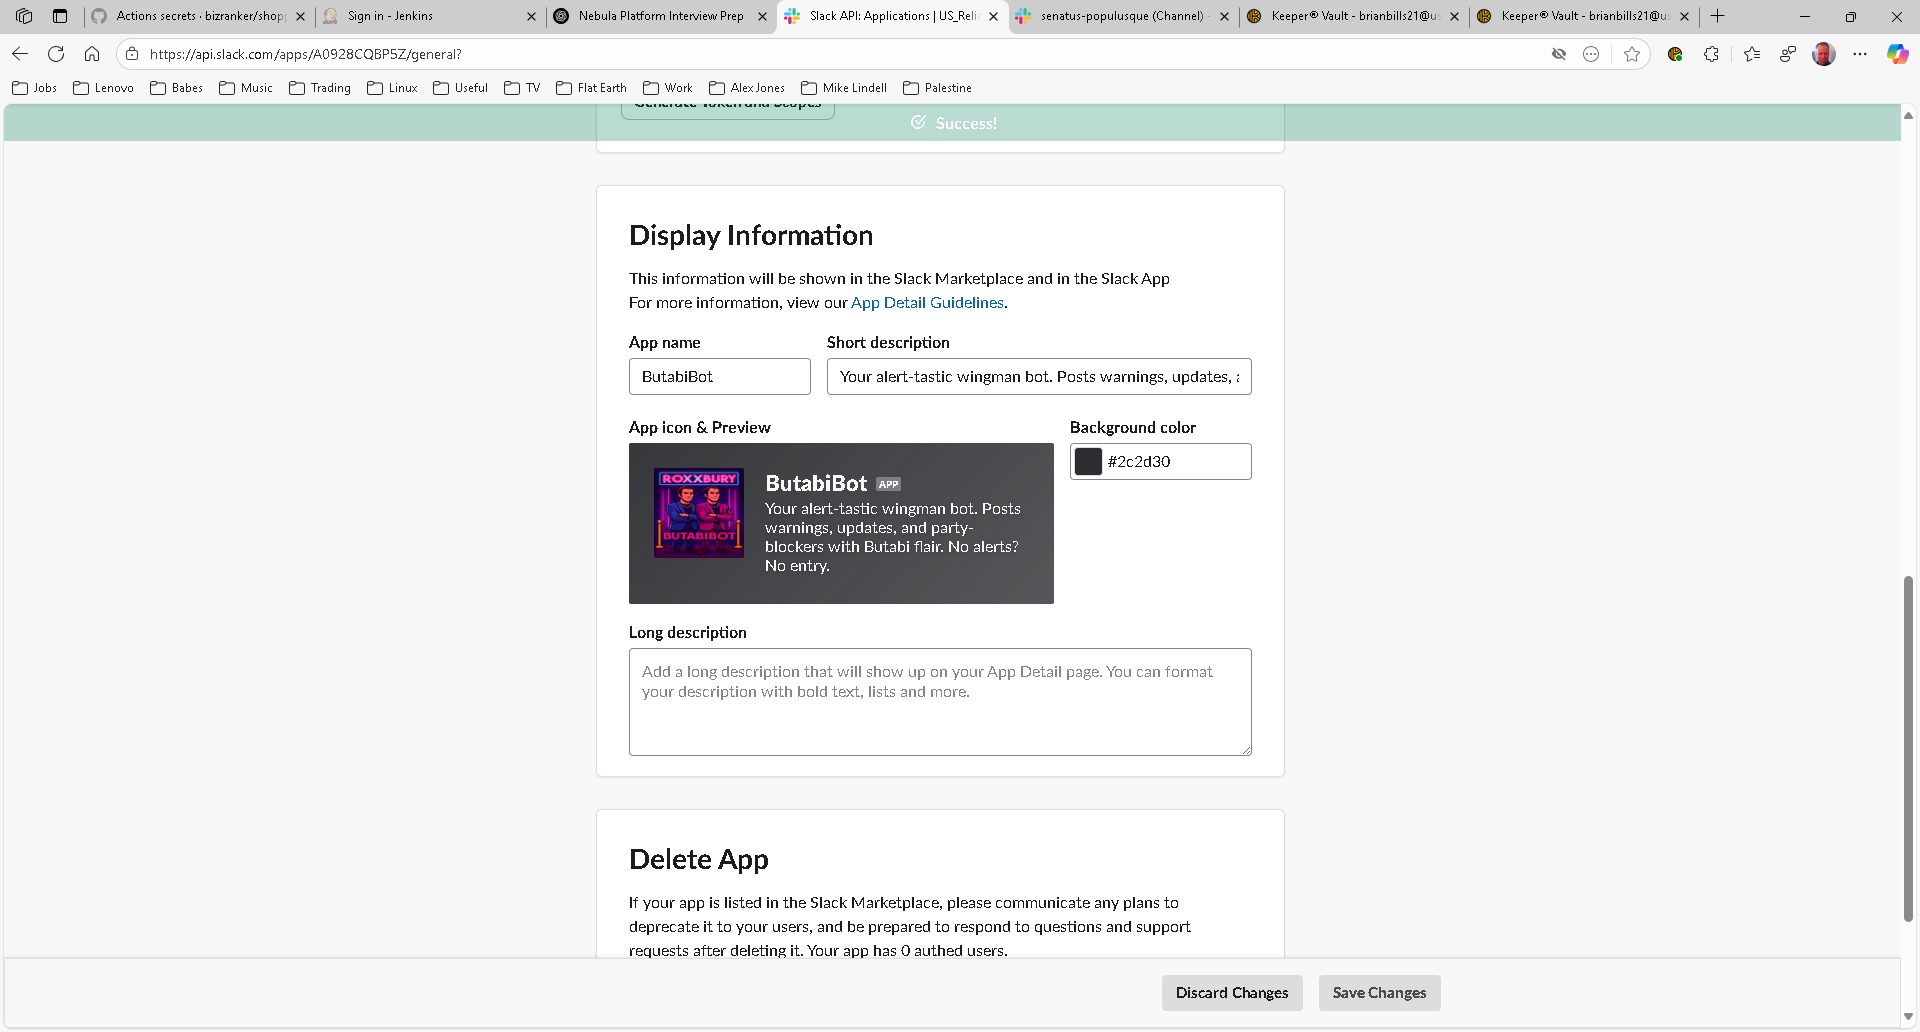 Actions secrets · bizranker/shop
Sign in - Jenkins
Nebula Platform Interview Prep
Slack API: Applications | US_Reli
senatus-populusque (Channel) -
Keeper® Vault - brianbills21@us
Keeper® Vault - brianbills21@us
https://api.slack.com/apps/A0928CQBP5Z/general?
Jobs
Lenovo
Babes
Music
Trading
Linux
Useful
TV
Flat Earth
Work
Alex Jones
Mike Lindell
Palestine
Generate Token and Scopes
Success!
Display Information
This information will be shown in the Slack Marketplace and in the Slack App
For more information, view our App Detail Guidelines.
App name
Short description
ButabiBot
Your alert-tastic wingman bot. Posts warnings, updates, a
App icon & Preview
Background color
ROXXBURY
BUTABIBOT
ButabiBot APP
Your alert-tastic wingman bot. Posts
warnings, updates, and party-
blockers with Butabi flair. No alerts?
No entry.
#2c2d30
Long description
Add a long description that will show up on your App Detail page. You can format
your description with bold text, lists and more.
Delete App
If your app is listed in the Slack Marketplace, please communicate any plans to
deprecate it to your users, and be prepared to respond to questions and support
requests after deleting it. Your app has 0 authed users.
Discard Changes
Save Changes